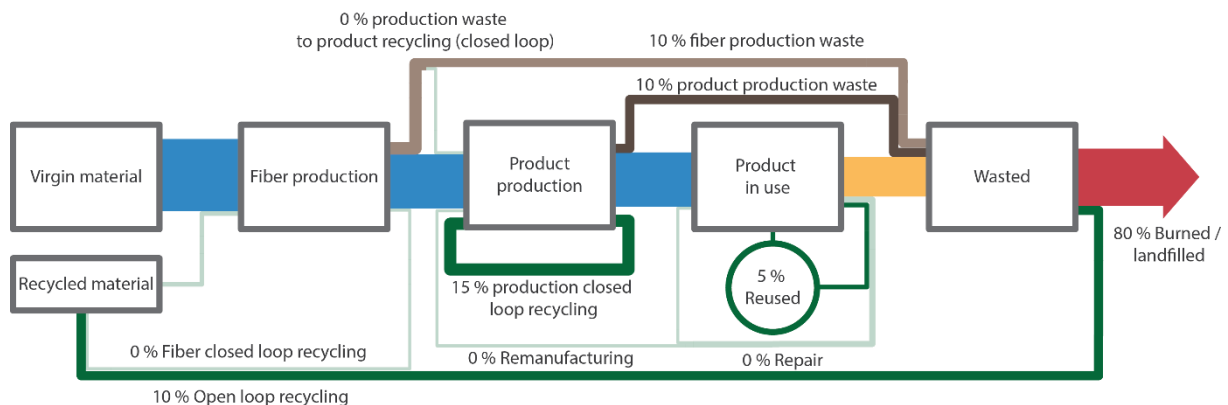 0 % production waste
to product recycling (closed loop)
10 % fiber production waste
10 % product production waste
Virgin material
Fiber production
Product
production
Product
in use
Wasted
80 % Burned /
landfilled
Recycled material
15 % production closed
loop recycling
5 %
Reused
0 % Fiber closed loop recycling
0 % Remanufacturing
0 % Repair
10 % Open loop recycling